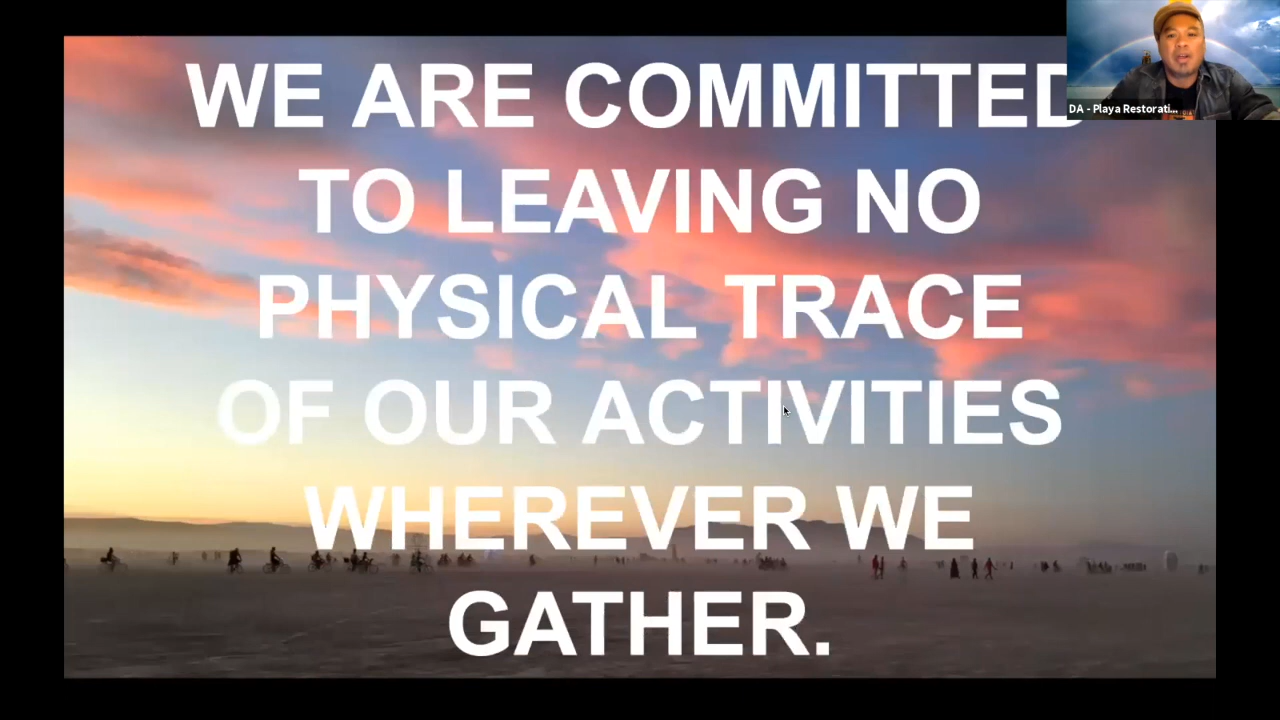 WE ARE COMMITTED
TO LEAVING NO
PHYSICAL TRACE
OF OUR ACTIVITIES
WHEREVER WE
GATHER.
DA - Playa Restorati...